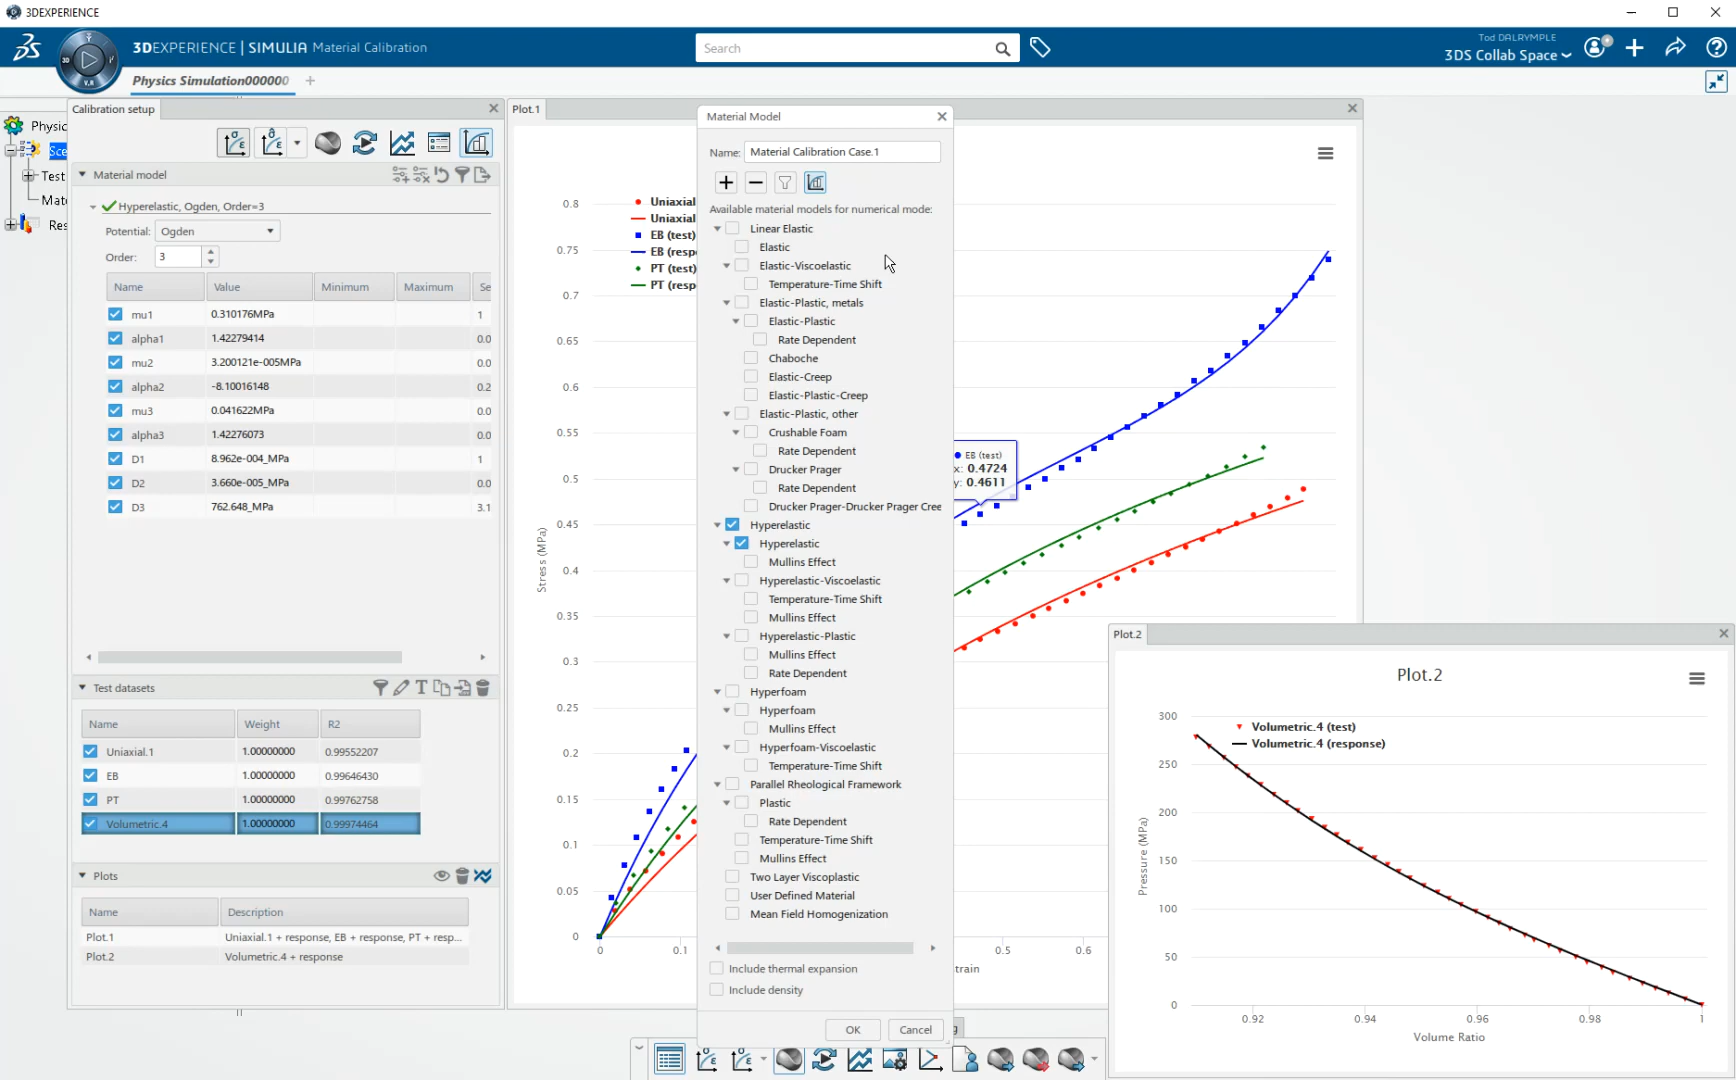 3DEXPERIENCE
3DEXPERIENCE | SIMULIA Material Calibration
Search
Tod DALRYMPLE
3DS Collab Space
Physics Simulation000000
Physic
Sce
Test
Mat
Res
Calibration setup
Material model
Hyperelastic, Ogden, Order=3
Potential: Ogden
Order: 3
Name Value Minimum Maximum Se
mu1 0.310176MPa 1
alpha1 1.42279414 0.0
mu2 3.200121e-005MPa 0.0
alpha2 -8.10016148 0.2
mu3 0.041622MPa 0.0
alpha3 1.42276073 0.0
D1 8.962e-004_MPa 1
D2 3.660e-005_MPa 0.0
D3 762.648_MPa 3.1
Test datasets
Name Weight R2
Uniaxial.1 1.00000000 0.99552207
EB 1.00000000 0.99646430
PT 1.00000000 0.99762758
Volumetric.4 1.00000000 0.99974464
Plots
Name Description
Plot.1 Uniaxial.1 + response, EB + response, PT + resp...
Plot.2 Volumetric.4 + response
Plot.1
Uniaxial
Uniaxial
EB (test)
EB (resp
PT (test)
PT (resp
Stress (MPa)
0.8
0.75
0.7
0.65
0.6
0.55
0.5
0.45
0.4
0.35
0.3
0.25
0.2
0.15
0.1
0.05
0
0 0.1 0.5 0.6
train
EB (test)
x: 0.4724
y: 0.4611
Material Model
Name: Material Calibration Case.1
Available material models for numerical mode:
Linear Elastic
Elastic
Elastic-Viscoelastic
Temperature-Time Shift
Elastic-Plastic, metals
Elastic-Plastic
Rate Dependent
Chaboche
Elastic-Creep
Elastic-Plastic-Creep
Elastic-Plastic, other
Crushable Foam
Rate Dependent
Drucker Prager
Rate Dependent
Drucker Prager-Drucker Prager Cree
Hyperelastic
Hyperelastic
Mullins Effect
Hyperelastic-Viscoelastic
Temperature-Time Shift
Mullins Effect
Hyperelastic-Plastic
Mullins Effect
Rate Dependent
Hyperfoam
Hyperfoam
Mullins Effect
Hyperfoam-Viscoelastic
Temperature-Time Shift
Parallel Rheological Framework
Plastic
Rate Dependent
Temperature-Time Shift
Mullins Effect
Two Layer Viscoplastic
User Defined Material
Mean Field Homogenization
Include thermal expansion
Include density
OK Cancel
Plot.2
Plot.2
Volumetric.4 (test)
Volumetric.4 (response)
Pressure (MPa)
300
250
200
150
100
50
0
0.92 0.94 0.96 0.98 1
Volume Ratio